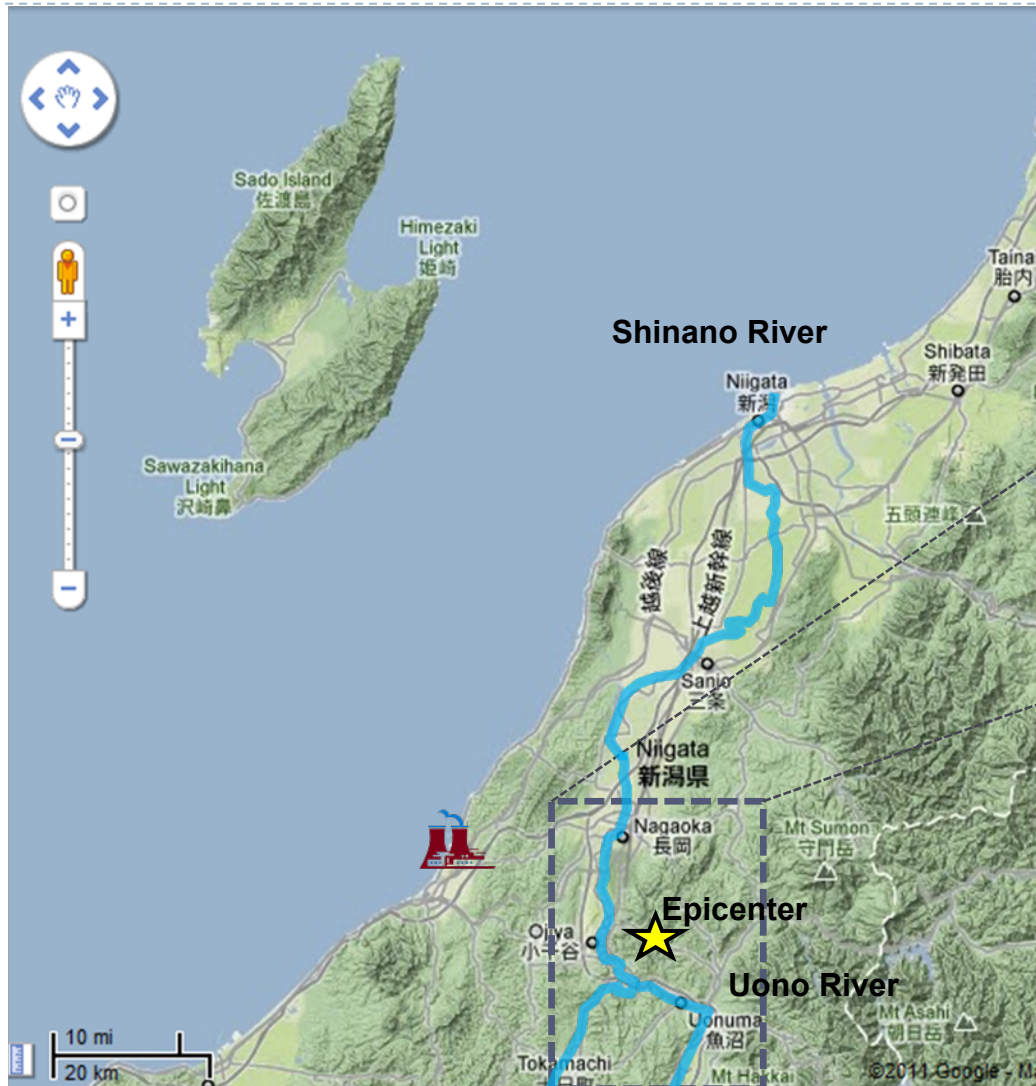 Sado Island
佐渡島
Himezaki
Light
姫崎
Sawazakihana
Light
沢崎鼻
Shinano River
Niigata
新潟
Shibata
新発田
Taina
胎内
五頭連峰
越後線
上越新幹線
Sanjo
三条
Niigata
新潟県
Nagaoka
長岡
Mt Sumon
守門岳
Epicenter
Ojiya
小千谷
Uono River
Uonuma
魚沼
Mt Asahi
朝日岳
Tokamachi
十日町
Mt Hakkai
10 mi
20 km
©2011 Google - M